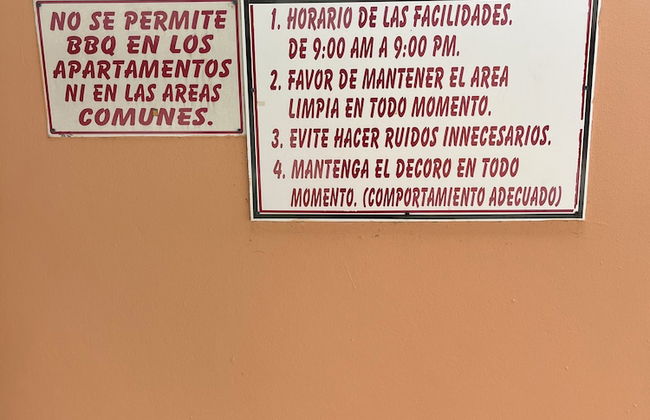 NO SE PERMITE
BBQ EN LOS
APARTAMENTOS
NI EN LAS AREAS
COMUNES.
1. HORARIO DE LAS FACILIDADES.
DE 9:00 AM A 9:00 PM.
2. FAVOR DE MANTENER EL AREA
LIMPIA EN TODO MOMENTO.
3. EVITE HACER RUIDOS INNECESARIOS.
4. MANTENGA EL DECORO EN TODO
MOMENTO. (COMPORTAMIENTO ADECUADO)